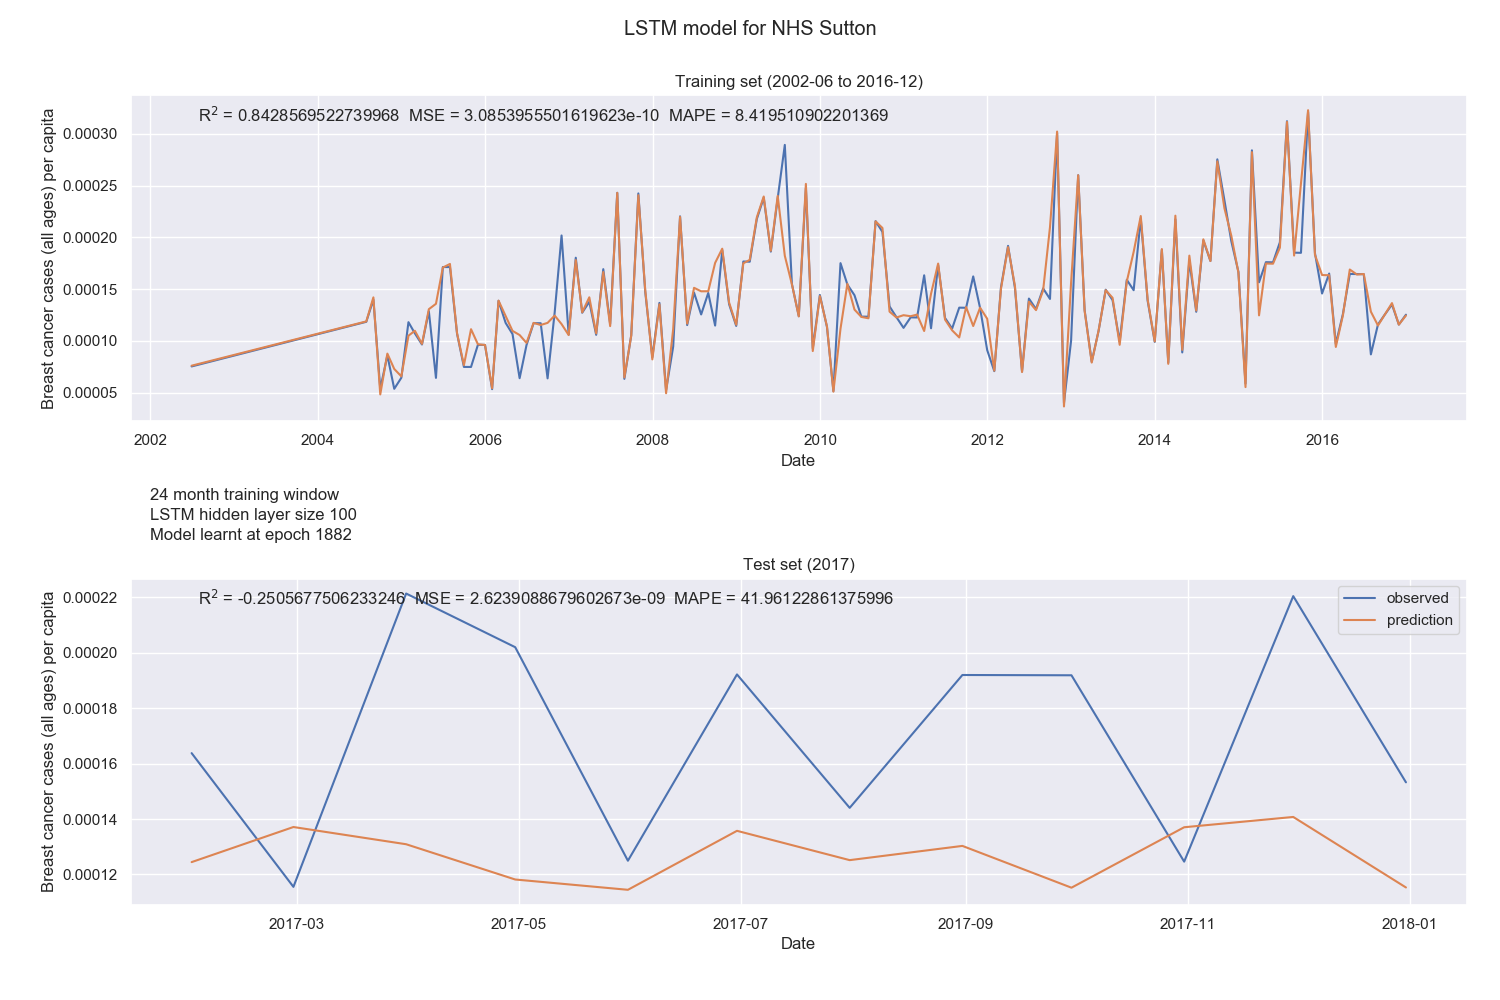 LSTM model for NHS Sutton
Training set (2002-06 to 2016-12)
R² = 0.8428569522739968 MSE = 3.0853955501619623e-10 MAPE = 8.419510902201369
Breast cancer cases (all ages) per capita
0.00030
0.00025
0.00020
0.00015
0.00010
0.00005
2002 2004 2006 2008 2010 2012 2014 2016
Date
24 month training window
LSTM hidden layer size 100
Model learnt at epoch 1882
Test set (2017)
R² = -0.2505677506233246 MSE = 2.6239088679602673e-09 MAPE = 41.96122861375996
observed
prediction
Breast cancer cases (all ages) per capita
0.00022
0.00020
0.00018
0.00016
0.00014
0.00012
2017-03 2017-05 2017-07 2017-09 2017-11 2018-01
Date